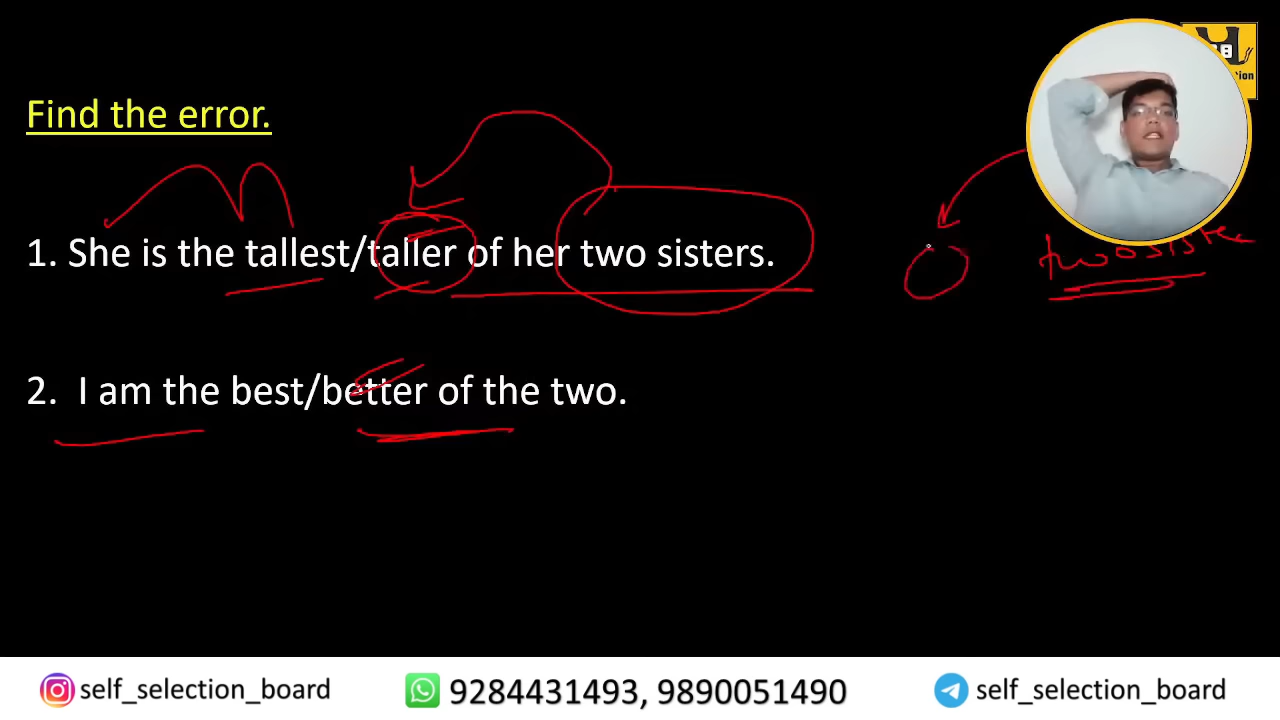 Find the error.
1. She is the tallest/taller of her two sisters.
two siste
2. I am the best/better of the two.
self_selection_board
9284431493, 9890051490
self_selection_board